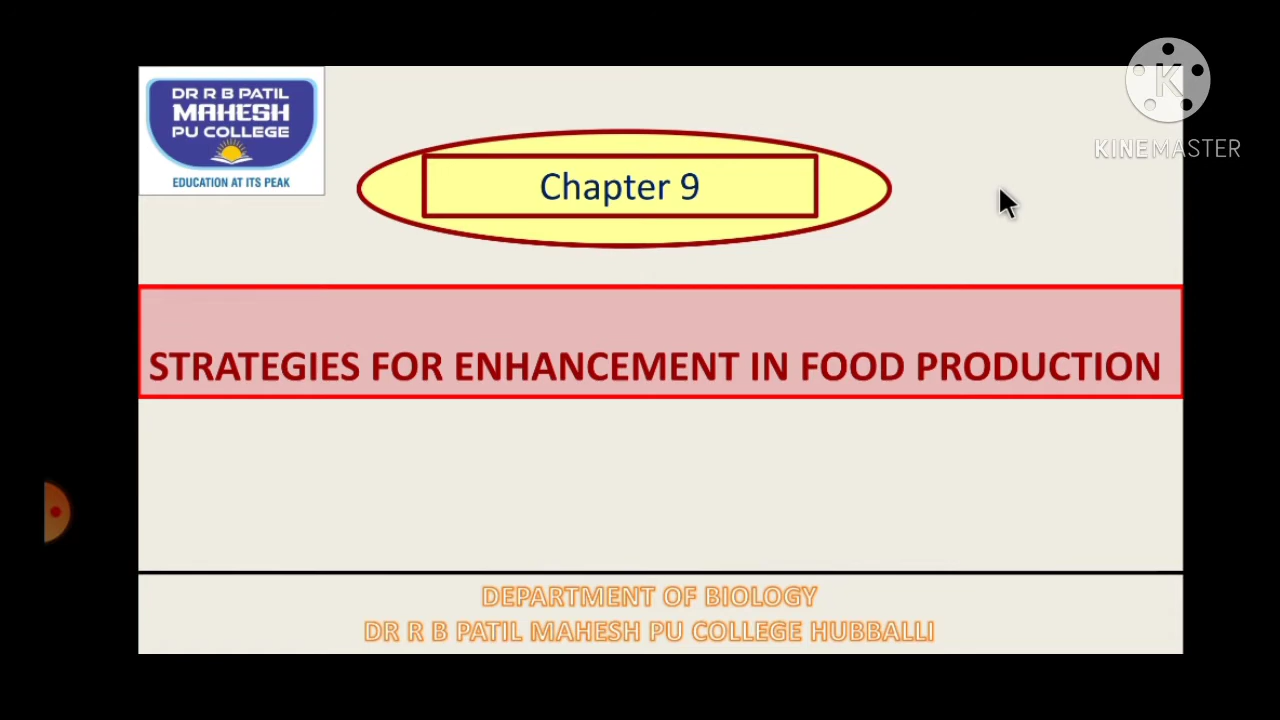 DR R B PATIL
MAHESH
PU COLLEGE
EDUCATION AT ITS PEAK
K
KINEMASTER
Chapter 9
STRATEGIES FOR ENHANCEMENT IN FOOD PRODUCTION
DEPARTMENT OF BIOLOGY
DR R B PATIL MAHESH PU COLLEGE HUBBALLI